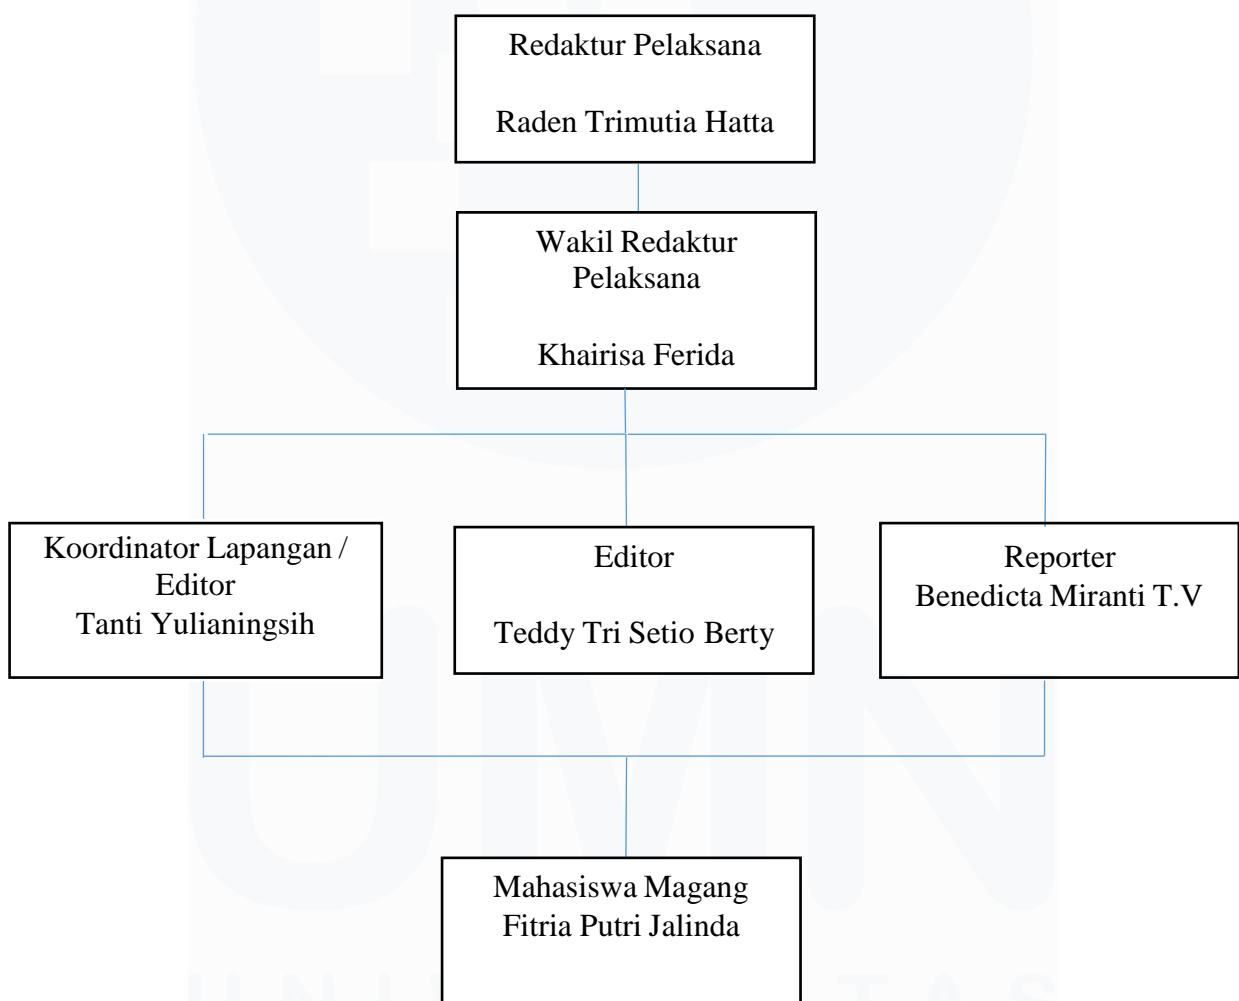 Redaktur Pelaksana
Raden Trimutia Hatta
Wakil Redaktur
Pelaksana
Khairisa Ferida
Koordinator Lapangan /
Editor
Tanti Yulianingsih
Editor
Teddy Tri Setio Berty
Reporter
Benedicta Miranti T.V
Mahasiswa Magang
Fitria Putri Jalinda
UMN